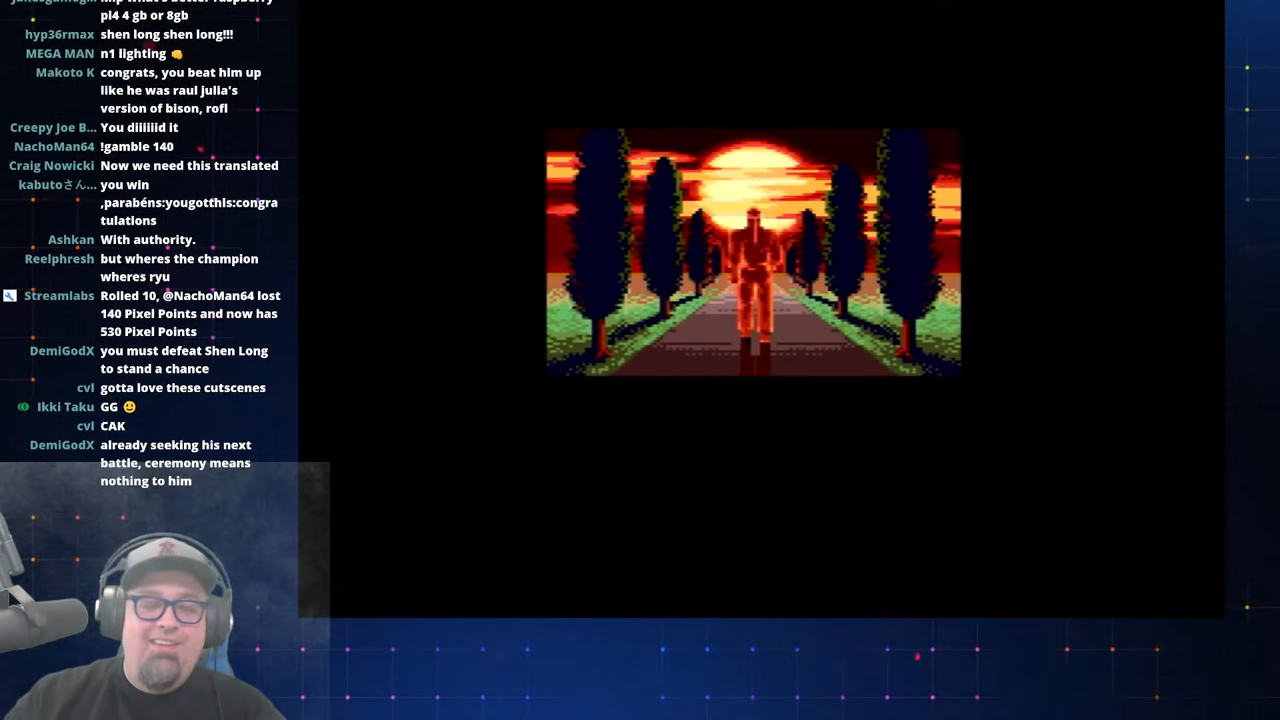 pl4 4 gb or 8gb
hyp36rmax shen long shen long!!!
MEGA MAN n1 lighting 👊
Makoto K congrats, you beat him up
like he was raul julia's
version of bison, rofl
Creepy Joe B... You diiiiid it
NachoMan64 !gamble 140
Craig Nowicki Now we need this translated
kabutoさん... you win
,parabéns:yougotthis:congra
tulations
Ashkan With authority.
Reelphresh but wheres the champion
wheres ryu
Streamlabs Rolled 10, @NachoMan64 lost
140 Pixel Points and now has
530 Pixel Points
DemiGodX you must defeat Shen Long
to stand a chance
cvl gotta love these cutscenes
Ikki Taku GG 😃
cvl CAK
DemiGodX already seeking his next
battle, ceremony means
nothing to him